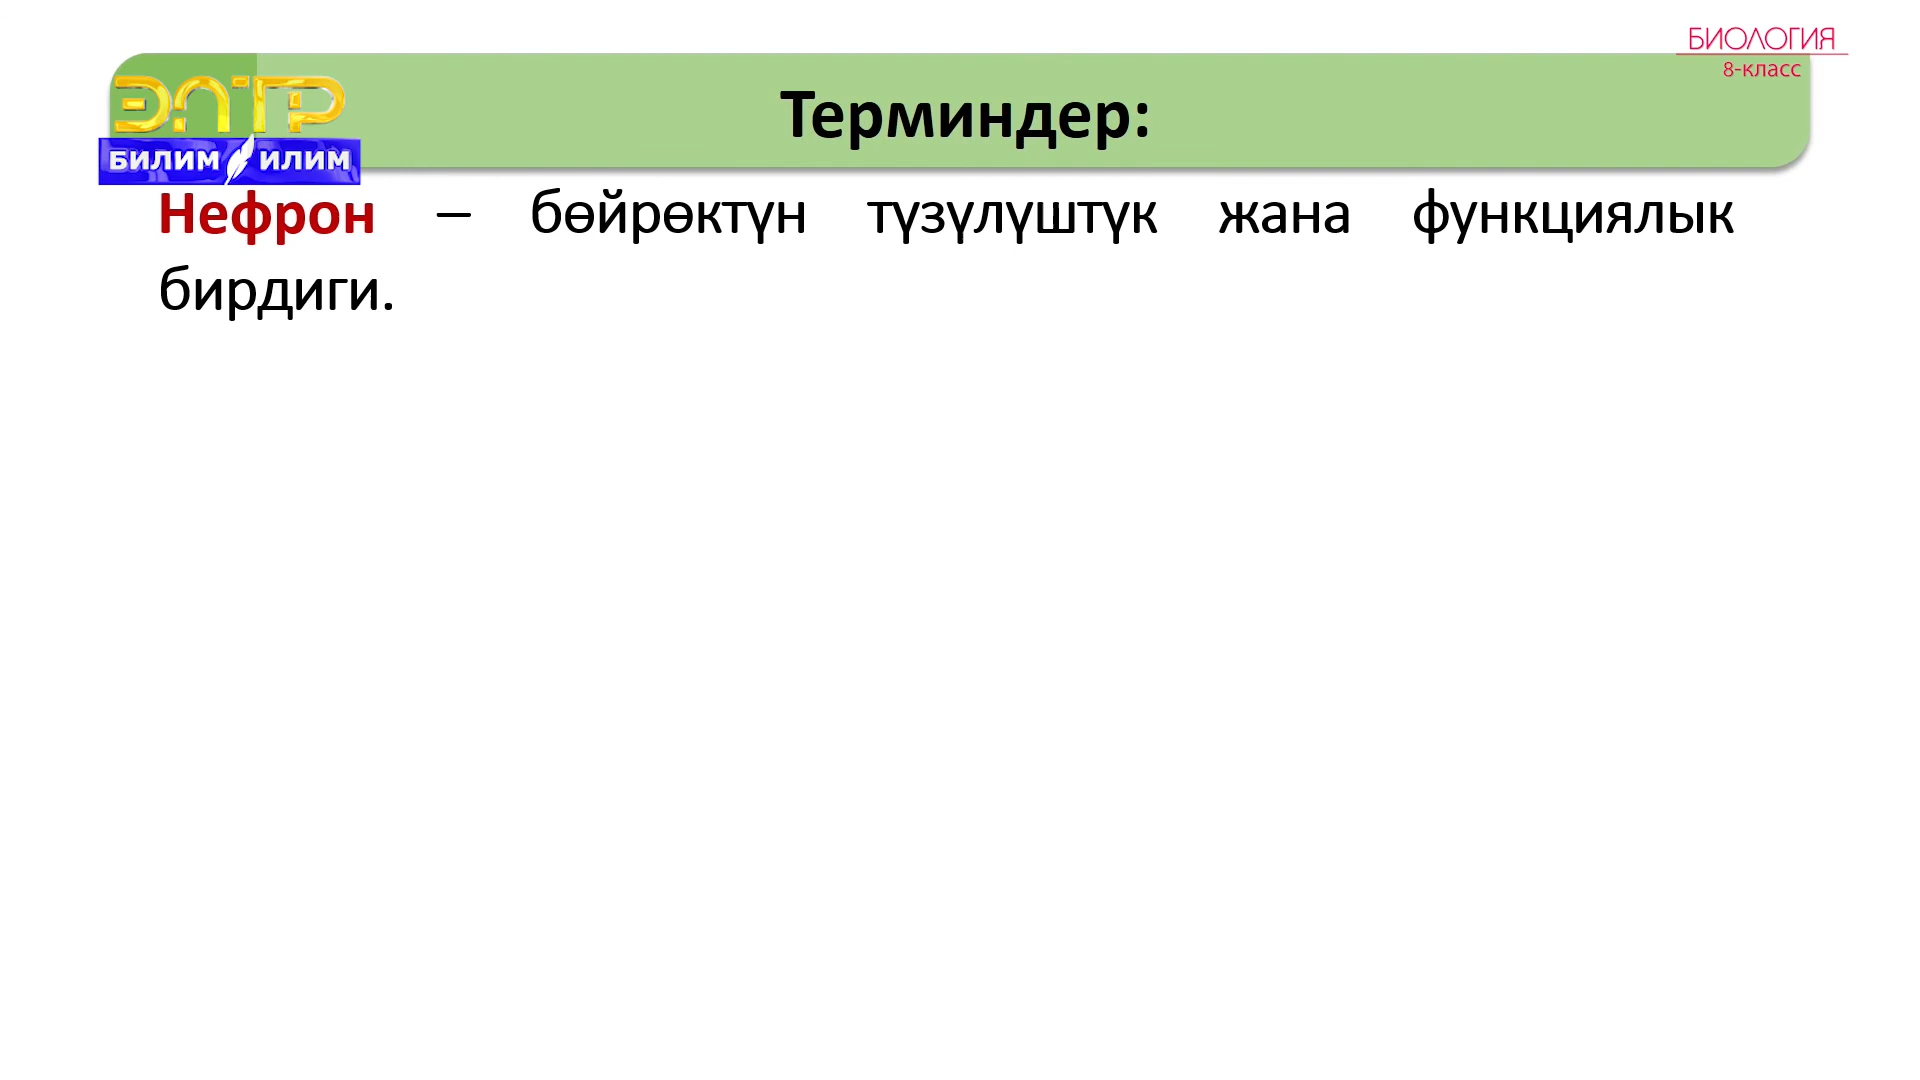 БИОЛОГИЯ
8-класс
ЭЛТР
БИЛИМ ИЛИМ
Терминдер:
Нефрон – бөйрөктүн түзүлүштүк жана функциялык
бирдиги.